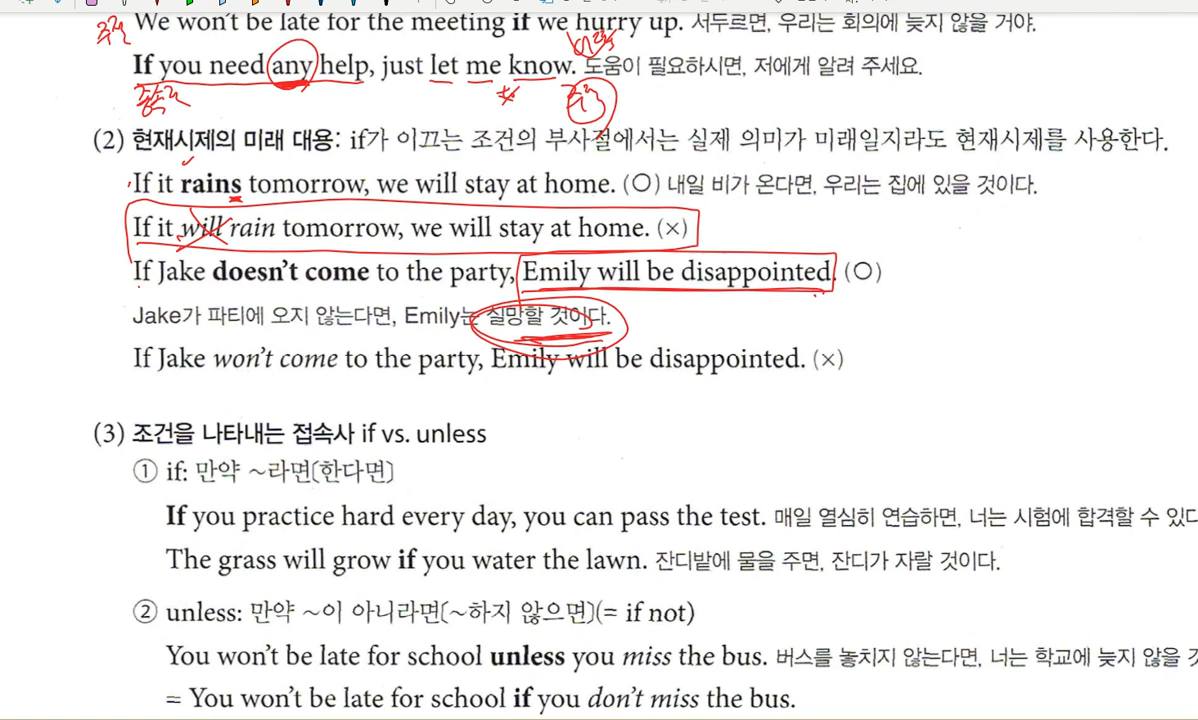 We won't be late for the meeting if we hurry up. 서두르면, 우리는 회의에 늦지 않을 거야.
주절
If you need any help, just let me know. 도움이 필요하시면, 저에게 알려 주세요.
종속절
(2) 현재시제의 미래 대용: if가 이끄는 조건의 부사절에서는 실제 의미가 미래일지라도 현재시제를 사용한다.
If it rains tomorrow, we will stay at home. (○) 내일 비가 온다면, 우리는 집에 있을 것이다.
If it will rain tomorrow, we will stay at home. (×)
If Jake doesn't come to the party, Emily will be disappointed. (○)
Jake가 파티에 오지 않는다면, Emily는 실망할 것이다.
If Jake won't come to the party, Emily will be disappointed. (×)
(3) 조건을 나타내는 접속사 if vs. unless
① if: 만약 ~라면(한다면)
If you practice hard every day, you can pass the test. 매일 열심히 연습하면, 너는 시험에 합격할 수 있다
The grass will grow if you water the lawn. 잔디밭에 물을 주면, 잔디가 자랄 것이다.
② unless: 만약 ~이 아니라면(~하지 않으면)(= if not)
You won't be late for school unless you miss the bus. 버스를 놓치지 않는다면, 너는 학교에 늦지 않을
= You won't be late for school if you don't miss the bus.